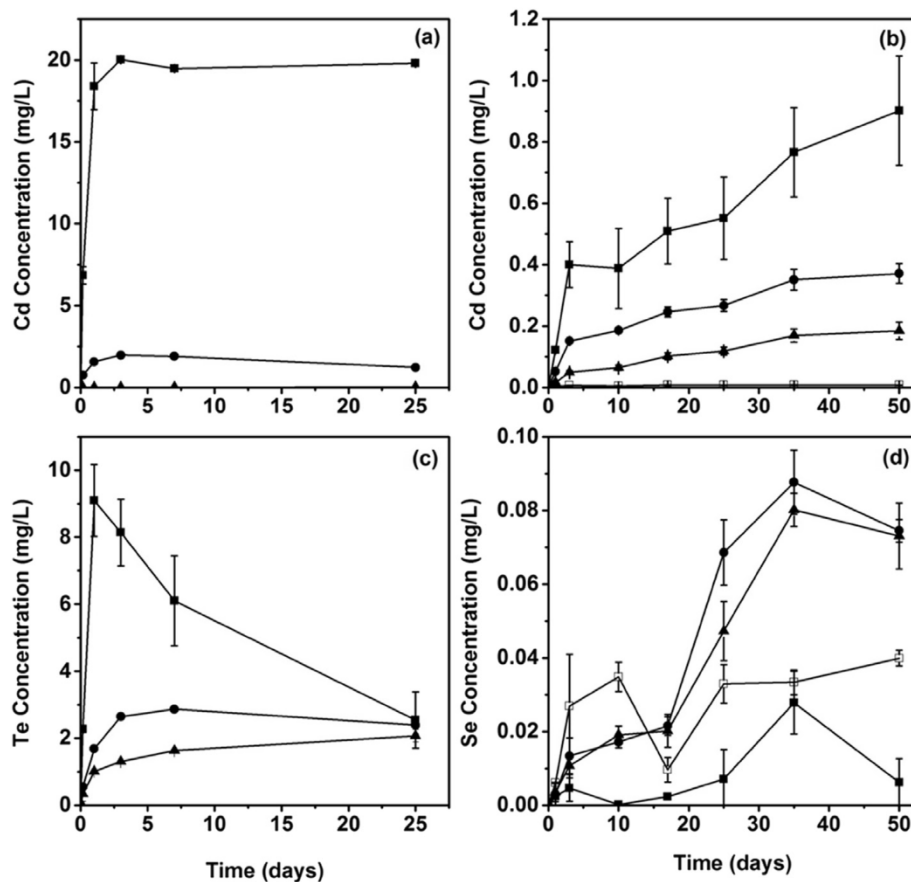 (a)
Cd Concentration (mg/L)
20
15
10
5
0
0 5 10 15 20 25
(b)
Cd Concentration (mg/L)
1.2
1.0
0.8
0.6
0.4
0.2
0.0
0 10 20 30 40 50
(c)
Te Concentration (mg/L)
10
8
6
4
2
0
0 5 10 15 20 25
Time (days)
(d)
Se Concentration (mg/L)
0.10
0.08
0.06
0.04
0.02
0.00
0 10 20 30 40 50
Time (days)